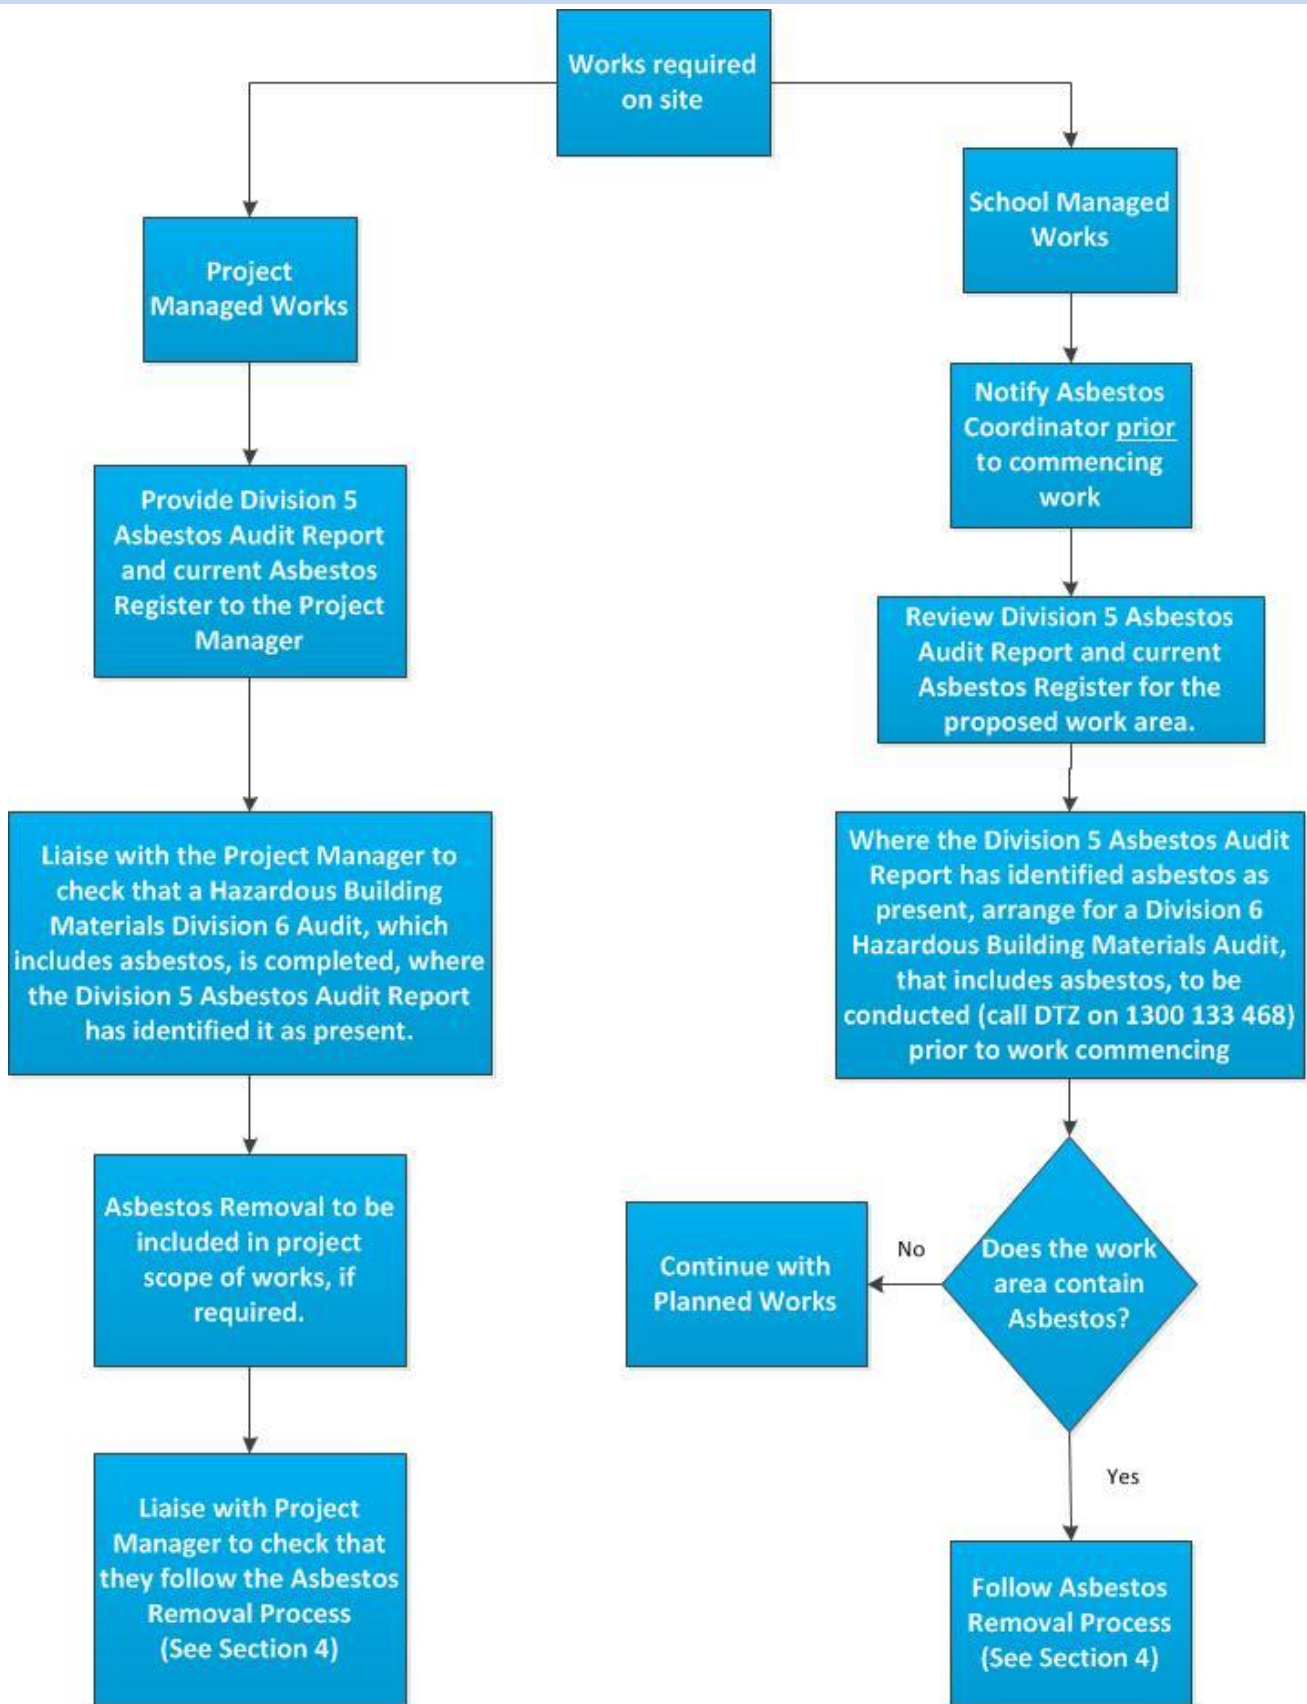 Works required
on site
Project
Managed Works
Provide Division 5
Asbestos Audit Report
and current Asbestos
Register to the Project
Manager
Liaise with the Project Manager to
check that a Hazardous Building
Materials Division 6 Audit, which
includes asbestos, is completed, where
the Division 5 Asbestos Audit Report
has identified it as present.
Asbestos Removal to be
included in project
scope of works, if
required.
Liaise with Project
Manager to check that
they follow the Asbestos
Removal Process
(See Section 4)
School Managed
Works
Notify Asbestos
Coordinator prior
to commencing
work
Review Division 5 Asbestos
Audit Report and current
Asbestos Register for the
proposed work area.
Where the Division 5 Asbestos Audit
Report has identified asbestos as
present, arrange for a Division 6
Hazardous Building Materials Audit,
that includes asbestos, to be
conducted (call DTZ on 1300 133 468)
prior to work commencing
Does the work
area contain
Asbestos?
No
Continue with
Planned Works
Yes
Follow Asbestos
Removal Process
(See Section 4)